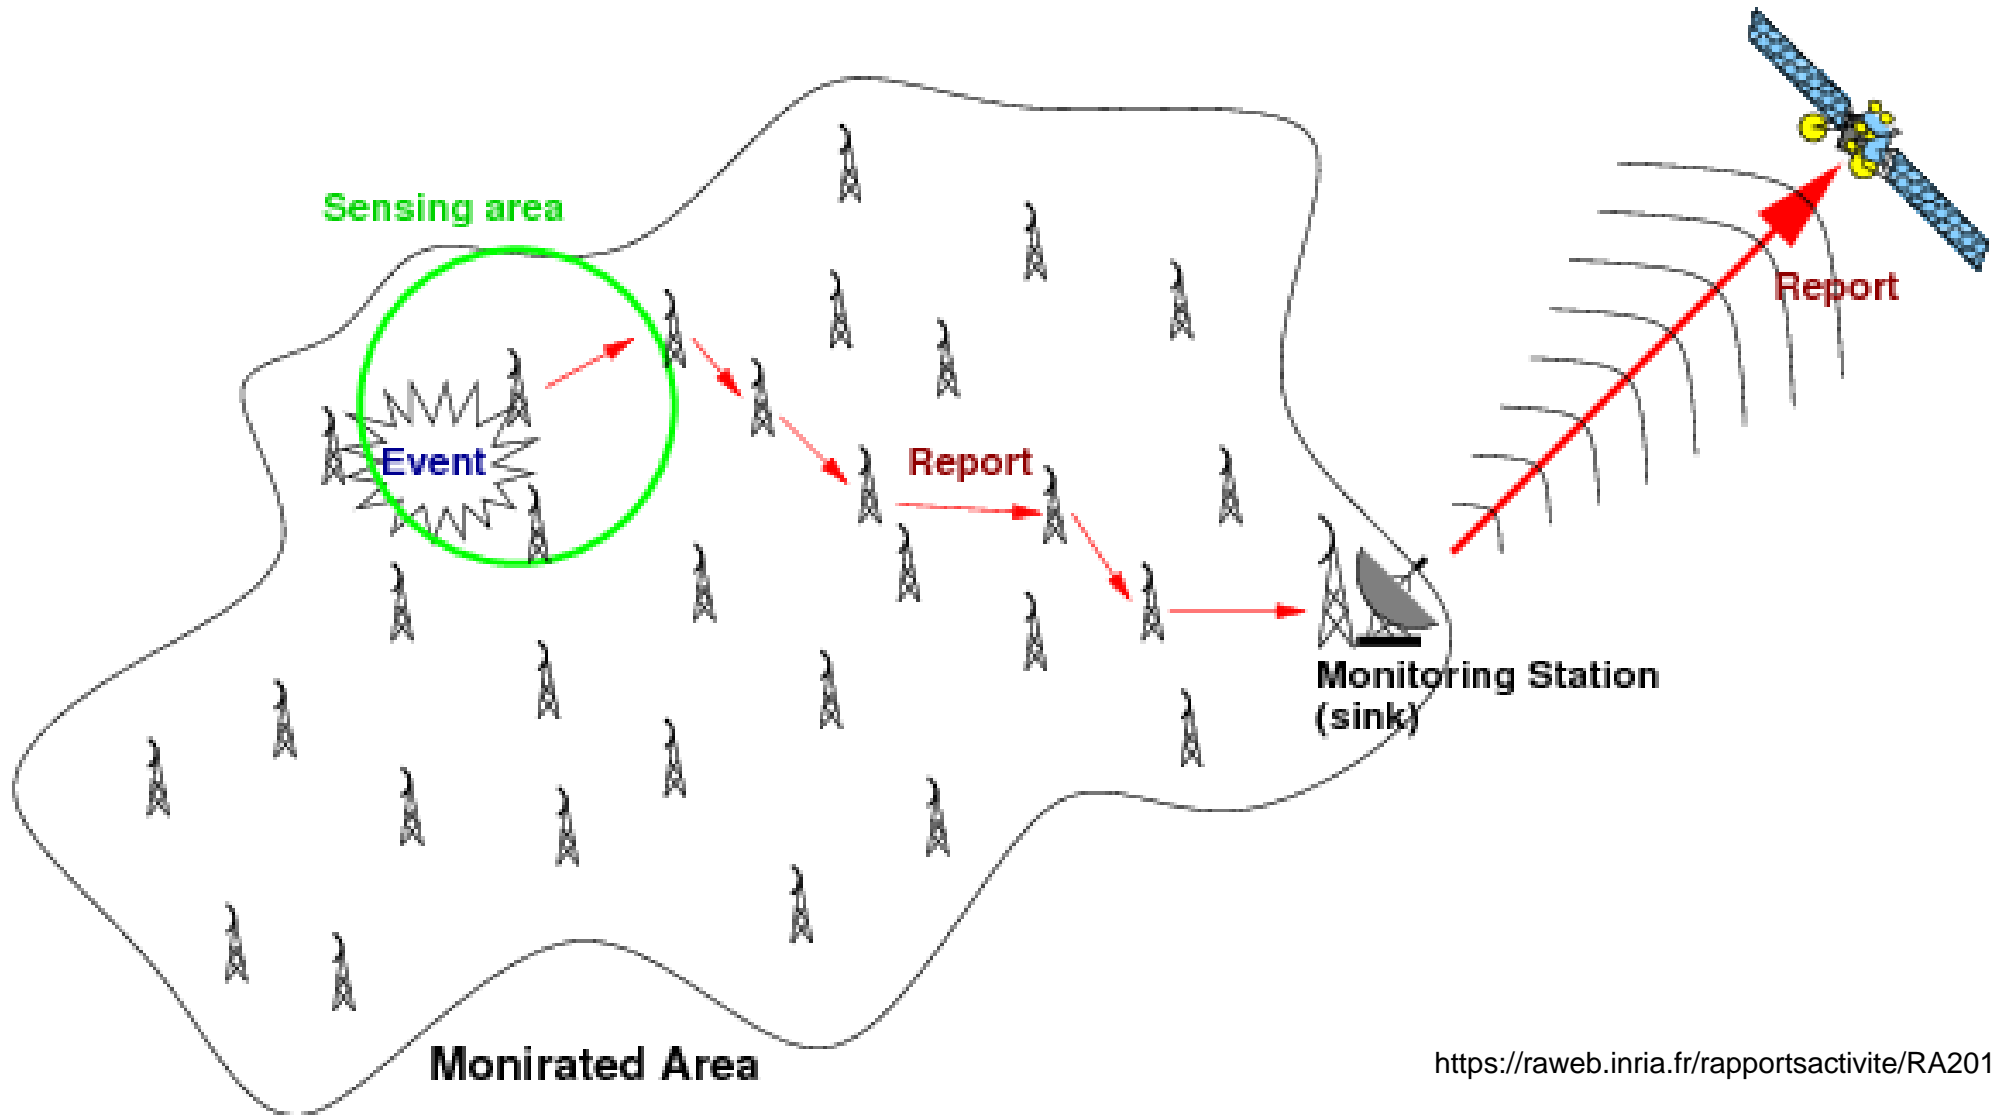 Sensing area
Report
Event
Report
Monitoring Station
(sink)
Monirated Area
https://raweb.inria.fr/rapportsactivite/RA201